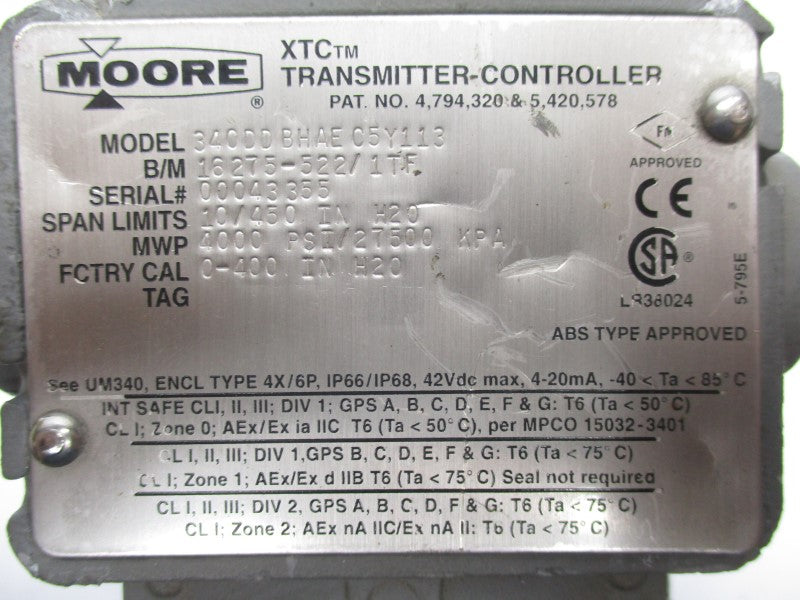 MOORE ®
XTC™
TRANSMITTER-CONTROLLER
PAT. NO. 4,794,320 & 5,420,578
MODEL 340DDBHAEC5Y113
B/M 16275-522/1TF
SERIAL# 00043355
SPAN LIMITS 10/450 IN H2O
MWP 4000 PSI/27500 KPA
FCTRY CAL 0-400 IN H2O
TAG
FM
APPROVED
CE
SA ®
LR38024
5-795E
ABS TYPE APPROVED
See UM340, ENCL TYPE 4X/6P, IP66/IP68, 42Vdc max, 4-20mA, -40 < Ta < 85°C
INT SAFE CLI, II, III; DIV 1; GPS A, B, C, D, E, F & G: T6 (Ta < 50°C)
CL I; Zone 0; AEx/Ex ia IIC T6 (Ta < 50°C), per MPCO 15032-3401
CL I, II, III; DIV 1,GPS B, C, D, E, F & G: T6 (Ta < 75°C)
CL I; Zone 1; AEx/Ex d IIB T6 (Ta < 75°C) Seal not required
CL I, II, III; DIV 2, GPS A, B, C, D, F & G: T6 (Ta < 75°C)
CL I; Zone 2; AEx nA IIC/Ex nA II: T6 (Ta < 75°C)